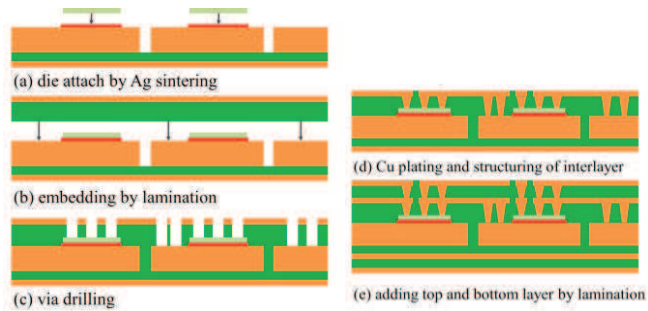 (a) die attach by Ag sintering
(b) embedding by lamination
(c) via drilling
(d) Cu plating and structuring of interlayer
(e) adding top and bottom layer by lamination